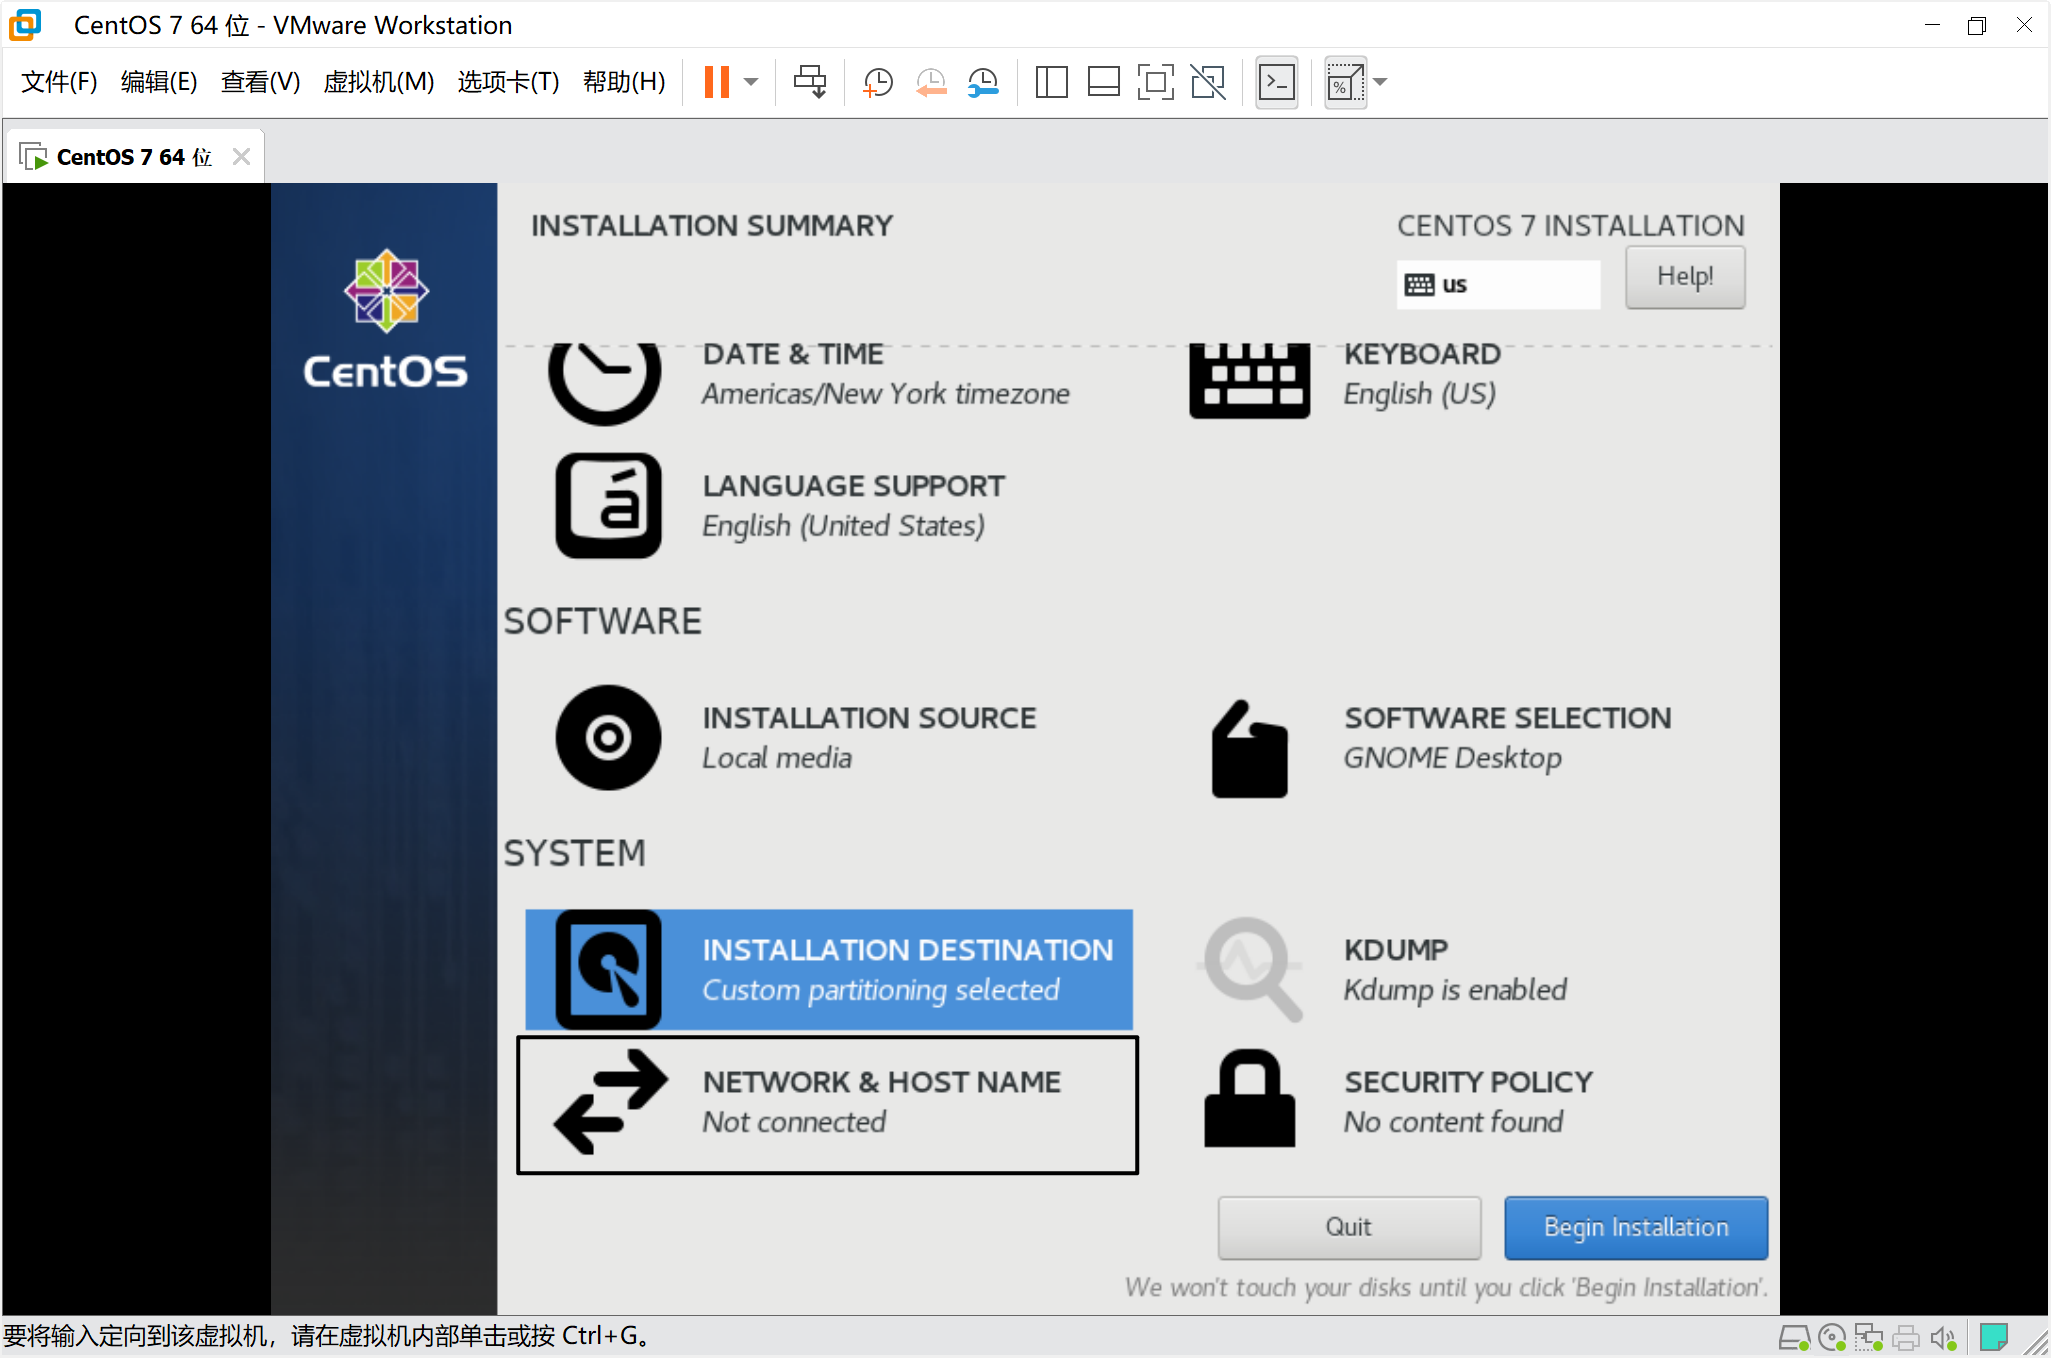 CentOS 7 64 位 - VMware Workstation
文件(F) 编辑(E) 查看(V) 虚拟机(M) 选项卡(T) 帮助(H)
CentOS 7 64 位
INSTALLATION SUMMARY
CENTOS 7 INSTALLATION
us
Help!
CentOS
DATE & TIME
Americas/New York timezone
KEYBOARD
English (US)
LANGUAGE SUPPORT
English (United States)
SOFTWARE
INSTALLATION SOURCE
Local media
SOFTWARE SELECTION
GNOME Desktop
SYSTEM
INSTALLATION DESTINATION
Custom partitioning selected
KDUMP
Kdump is enabled
NETWORK & HOST NAME
Not connected
SECURITY POLICY
No content found
Quit
Begin Installation
We won't touch your disks until you click 'Begin Installation'.
要将输入定向到该虚拟机，请在虚拟机内部单击或按 Ctrl+G。